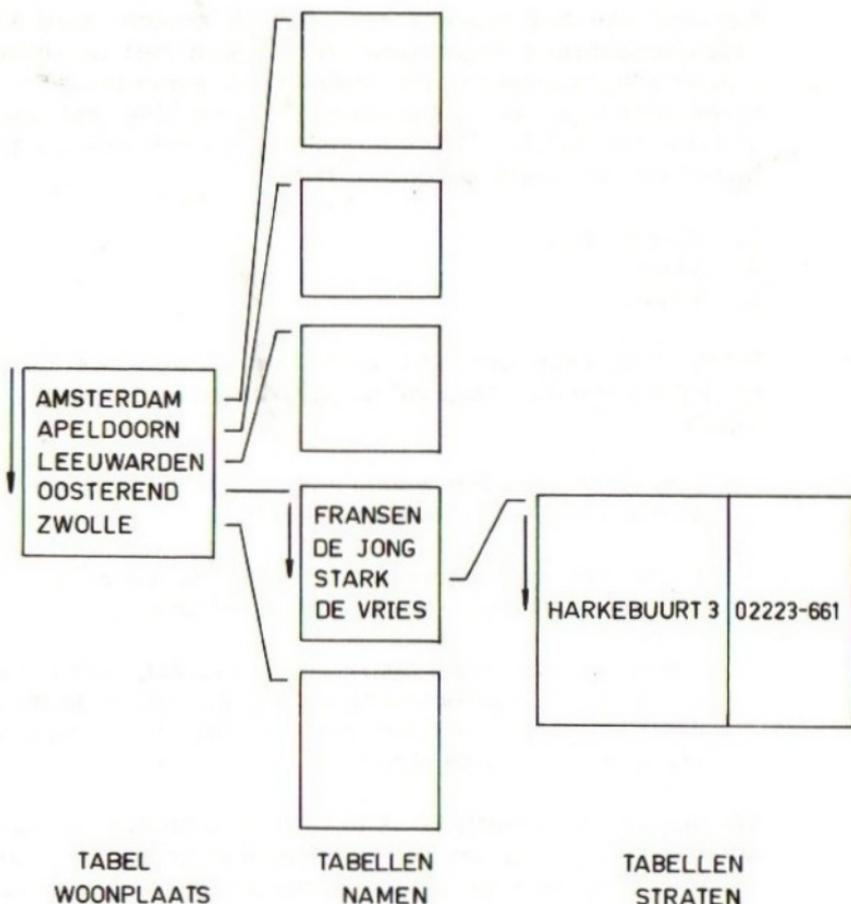 AMSTERDAM
APELDOORN
LEEUWARDEN
OOSTEREND
ZWOLLE
FRANSEN
DE JONG
STARK
DE VRIES
HARKEBUURT 3 02223-661
TABEL
WOONPLAATS
TABELLEN
NAMEN
TABELLEN
STRATEN